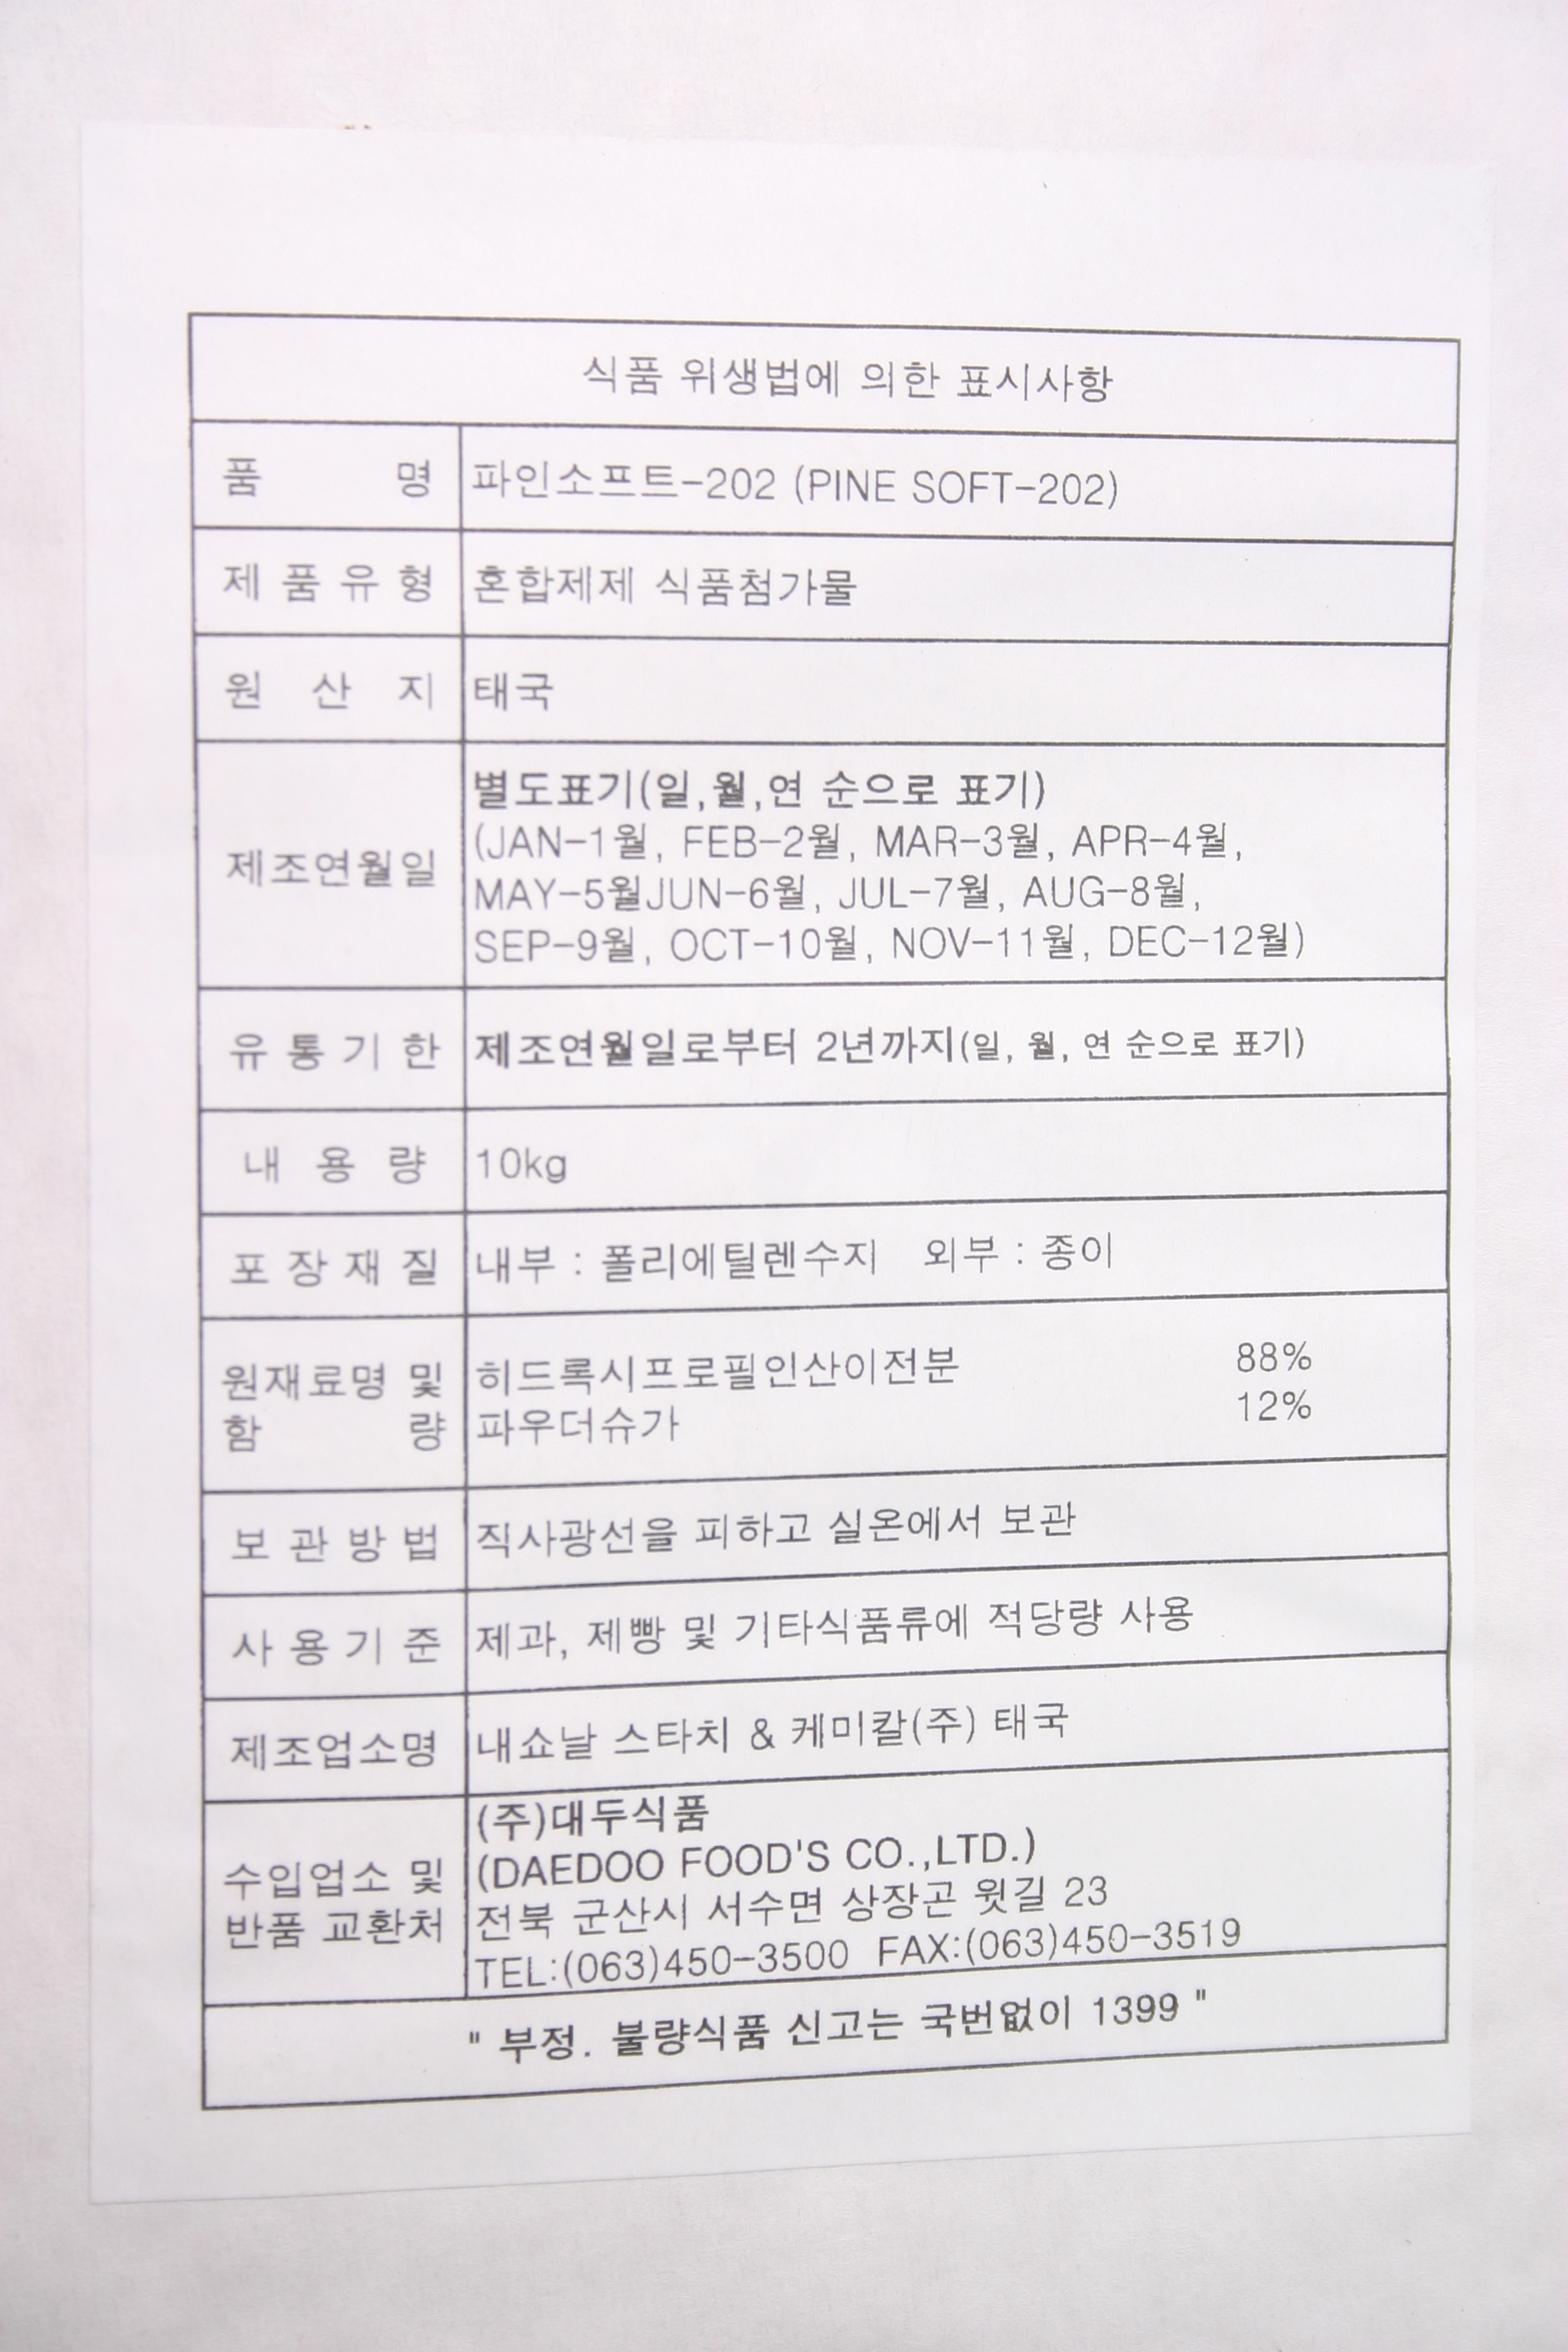 식품 위생법에 의한 표시사항
품 명 파인소프트-202 (PINE SOFT-202)
제 품 유 형 혼합제제 식품첨가물
원 산 지 태국
제조연월일
별도표기(일,월,연 순으로 표기)
(JAN-1월, FEB-2월, MAR-3월, APR-4월,
MAY-5월JUN-6월, JUL-7월, AUG-8월,
SEP-9월, OCT-10월, NOV-11월, DEC-12월)
유 통 기 한 제조연월일로부터 2년까지(일, 월, 연 순으로 표기)
내 용 량 10kg
포 장 재 질 내부 : 폴리에틸렌수지 외부 : 종이
원재료명 및
함 량
히드록시프로필인산이전분 88%
파우더슈가 12%
보 관 방 법 직사광선을 피하고 실온에서 보관
사 용 기 준 제과, 제빵 및 기타식품류에 적당량 사용
제조업소명 내쇼날 스타치 & 케미칼(주) 태국
수입업소 및
반품 교환처
(주)대두식품
(DAEDOO FOOD'S CO.,LTD.)
전북 군산시 서수면 상장곤 윗길 23
TEL:(063)450-3500 FAX:(063)450-3519
" 부정. 불량식품 신고는 국번없이 1399 "